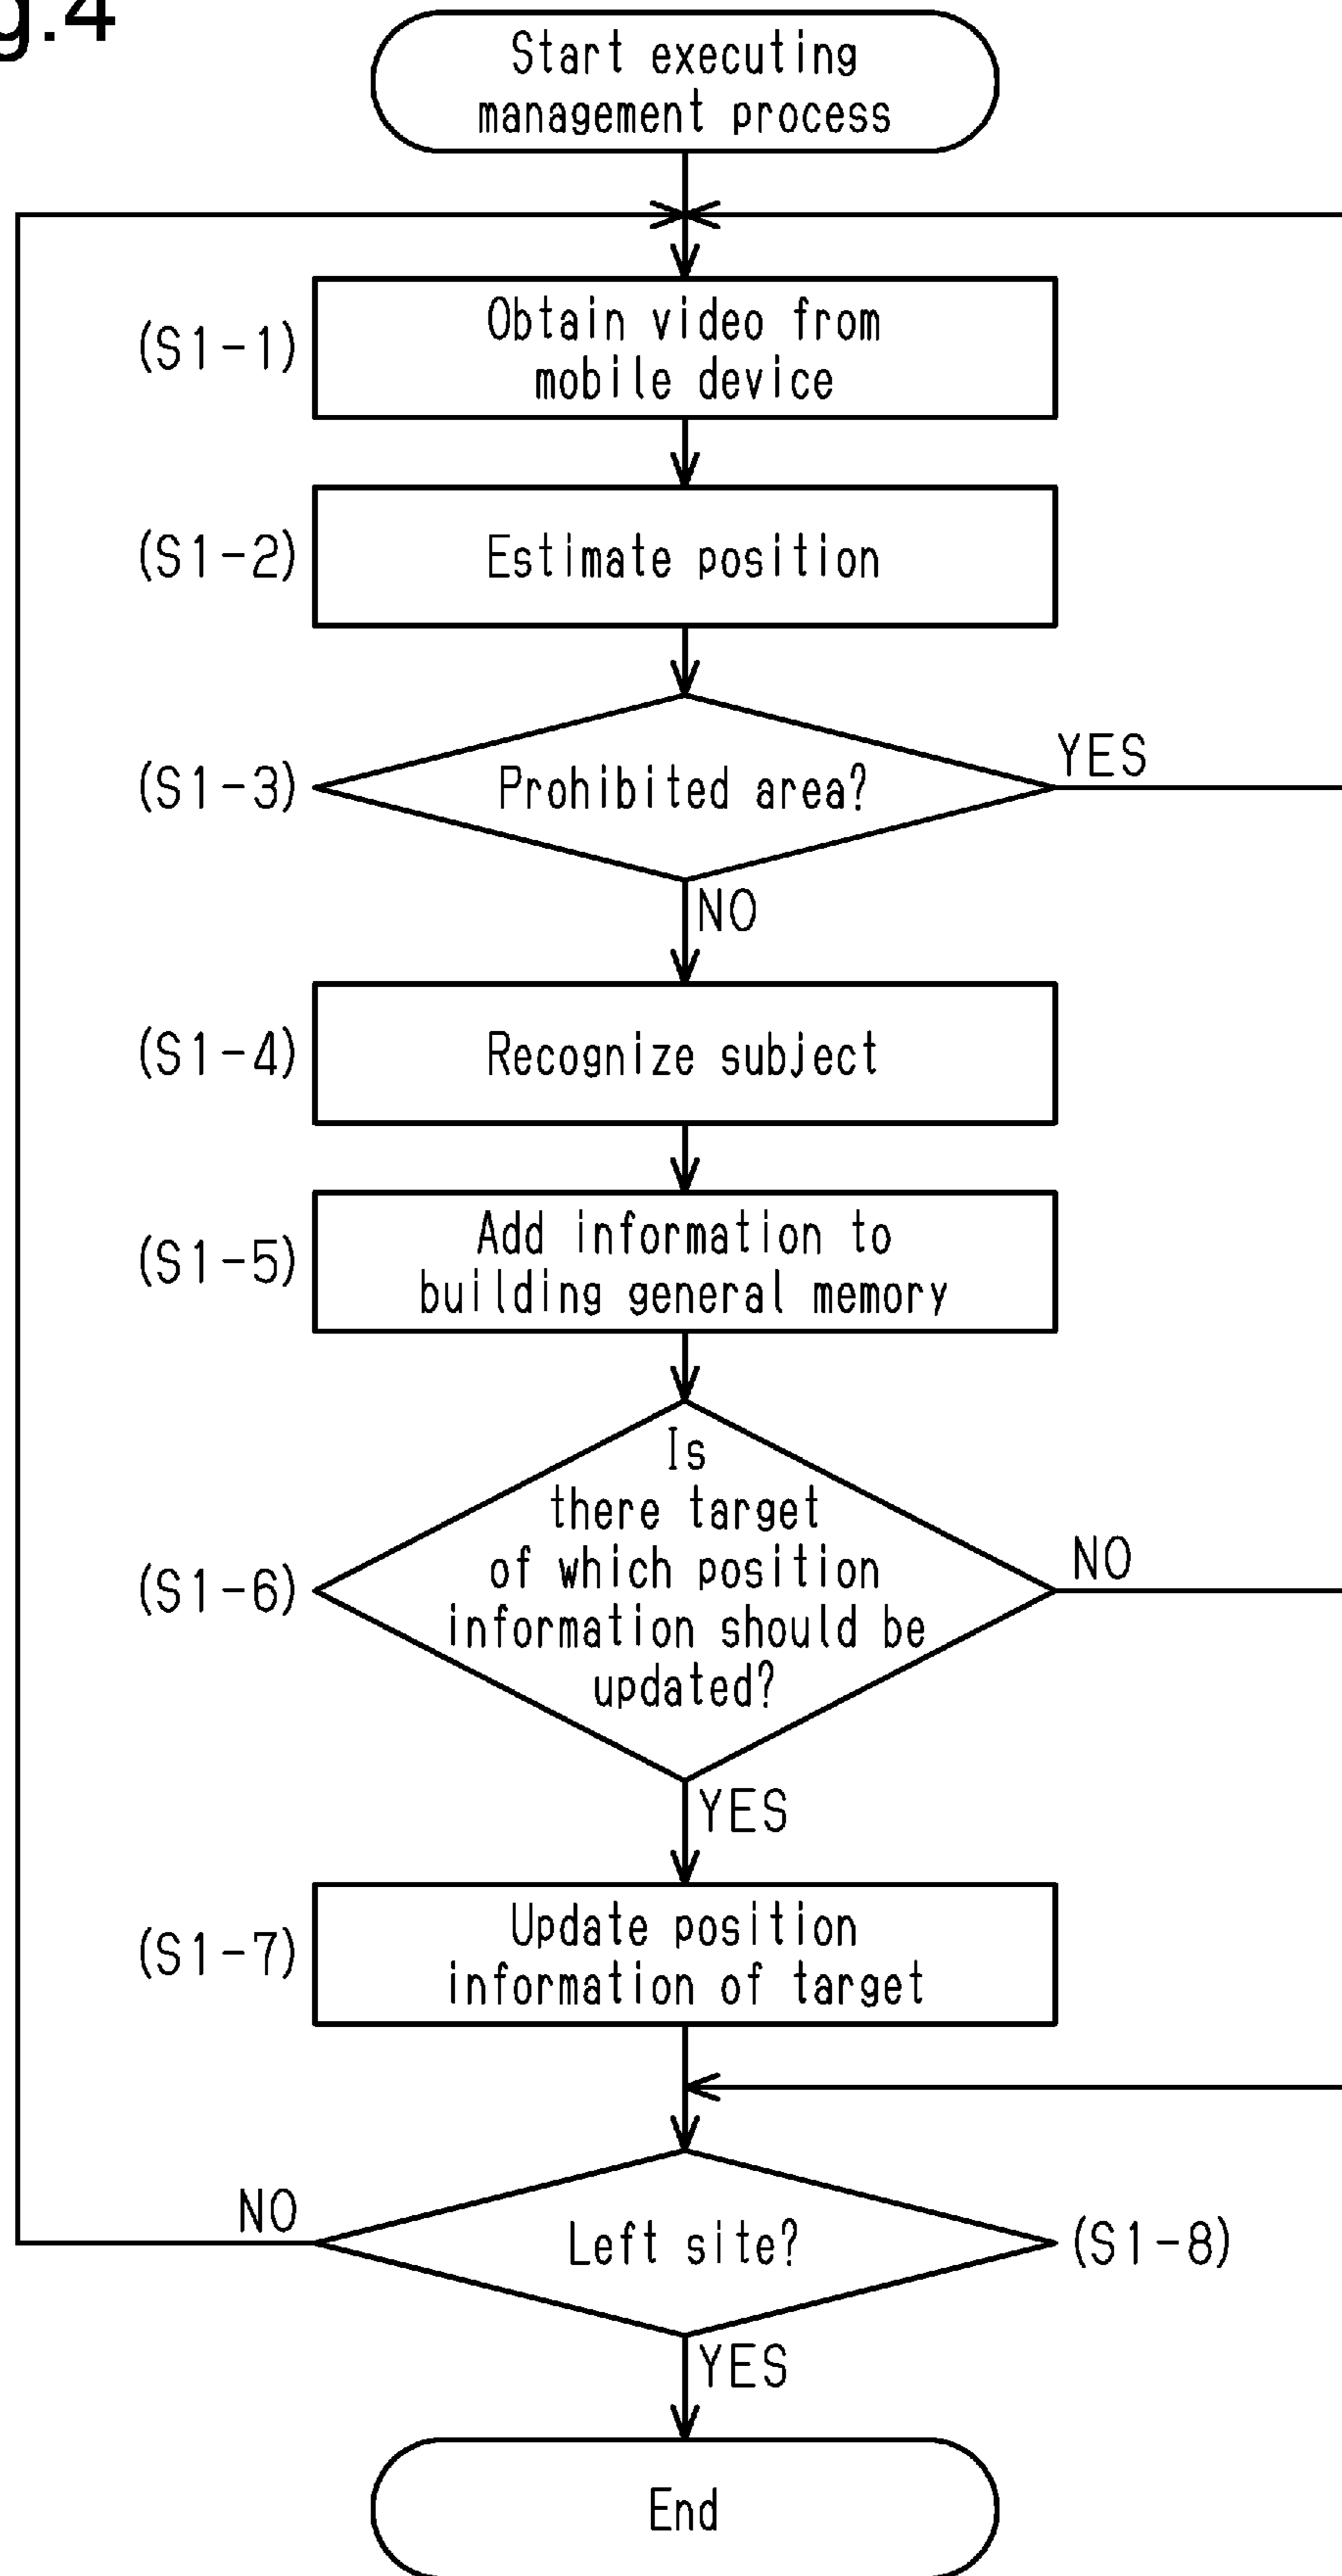 g.4
Start executing
management process
(S1-1)
Obtain video from
mobile device
(S1-2)
Estimate position
(S1-3)
Prohibited area?
YES
NO
(S1-4)
Recognize subject
(S1-5)
Add information to
building general memory
(S1-6)
Is
there target
of which position
information should be
updated?
NO
YES
(S1-7)
Update position
information of target
NO
Left site?
(S1-8)
YES
End